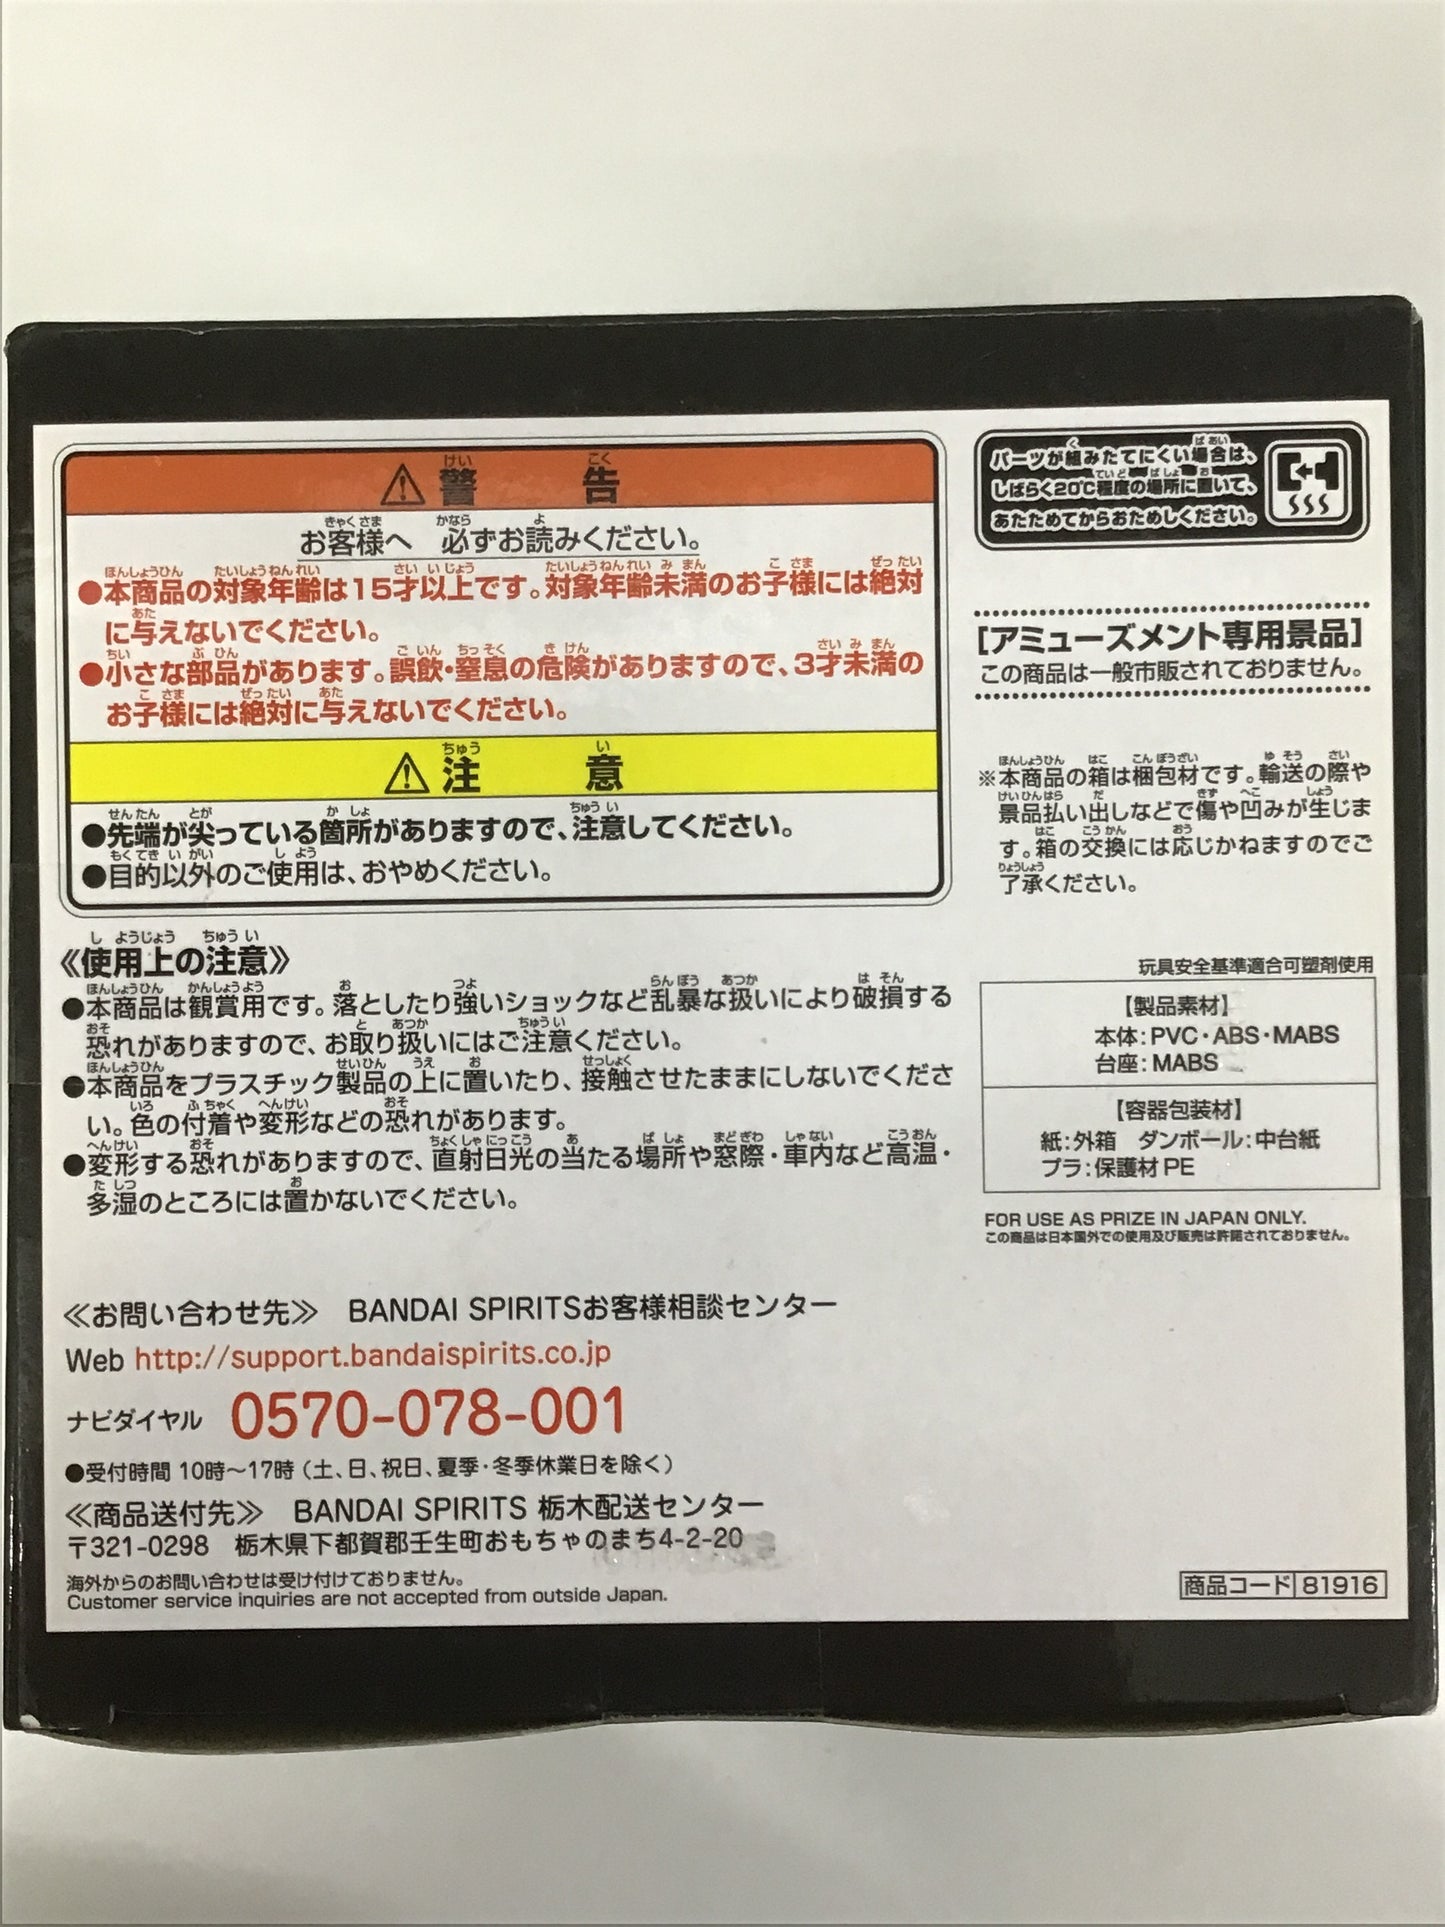 警告
お客様へ 必ずお読みください。
●本商品の対象年齢は15才以上です。対象年齢未満のお子様には絶対
に与えないでください。
●小さな部品があります。誤飲・窒息の危険がありますので、3才未満の
お子様には絶対に与えないでください。
注意
●先端が尖っている箇所がありますので、注意してください。
●目的以外のご使用は、おやめください。
《使用上の注意》
●本商品は観賞用です。落としたり強いショックなど乱暴な扱いにより破損する
恐れがありますので、お取り扱いにはご注意ください。
●本商品をプラスチック製品の上に置いたり、接触させたままにしないでくださ
い。色の付着や変形などの恐れがあります。
●変形する恐れがありますので、直射日光の当たる場所や窓際・車内など高温・
多湿のところには置かないでください。
≪お問い合わせ先≫ BANDAI SPIRITSお客様相談センター
Web http://support.bandaispirits.co.jp
ナビダイヤル 0570-078-001
●受付時間 10時～17時（土、日、祝日、夏季・冬季休業日を除く）
≪商品送付先≫ BANDAI SPIRITS 栃木配送センター
〒321-0298 栃木県下都賀郡壬生町おもちゃのまち4-2-20
海外からのお問い合わせは受け付けておりません。
Customer service inquiries are not accepted from outside Japan.
パーツが組みたてにくい場合は、
しばらく20℃程度の場所に置いて、
あたためてからおためしください。
[アミューズメント専用景品]
この商品は一般市販されておりません。
※本商品の箱は梱包材です。輸送の際や
景品払い出しなどで傷や凹みが生じま
す。箱の交換には応じかねますのでご
了承ください。
玩具安全基準適合可塑剤使用
【製品素材】
本体：PVC・ABS・MABS
台座：MABS
【容器包装材】
紙：外箱 ダンボール：中台紙
プラ：保護材 PE
FOR USE AS PRIZE IN JAPAN ONLY.
この商品は日本国外での使用及び販売は許諾されておりません。
商品コード 81916